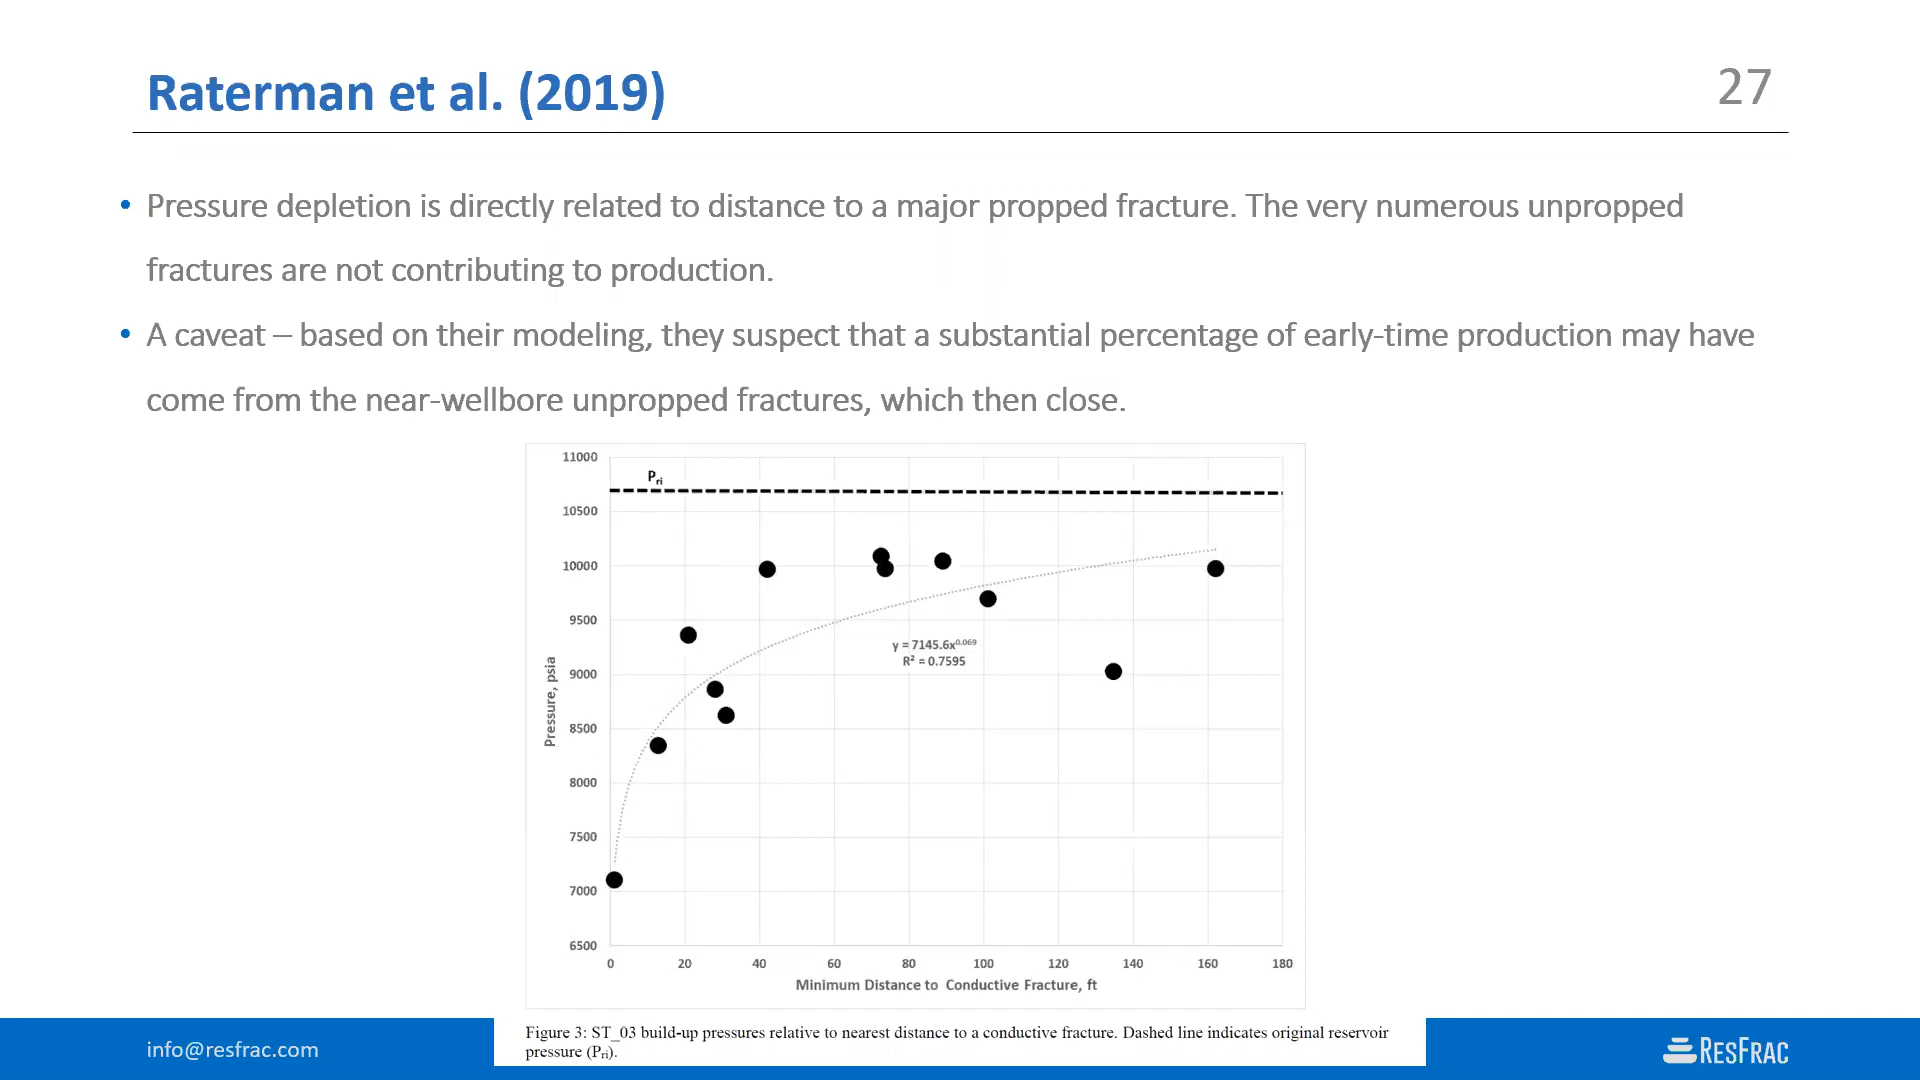 Raterman et al. (2019)
27
• Pressure depletion is directly related to distance to a major propped fracture. The very numerous unpropped
fractures are not contributing to production.
• A caveat – based on their modeling, they suspect that a substantial percentage of early-time production may have
come from the near-wellbore unpropped fractures, which then close.
11000
Pri
10500
10000
9500
y = 7145.6x^0.069
R² = 0.7595
9000
Pressure, psia
8500
8000
7500
7000
6500
0 20 40 60 80 100 120 140 160 180
Minimum Distance to Conductive Fracture, ft
Figure 3: ST_03 build-up pressures relative to nearest distance to a conductive fracture. Dashed line indicates original reservoir
pressure (Pri).
info@resfrac.com
RESFRAC